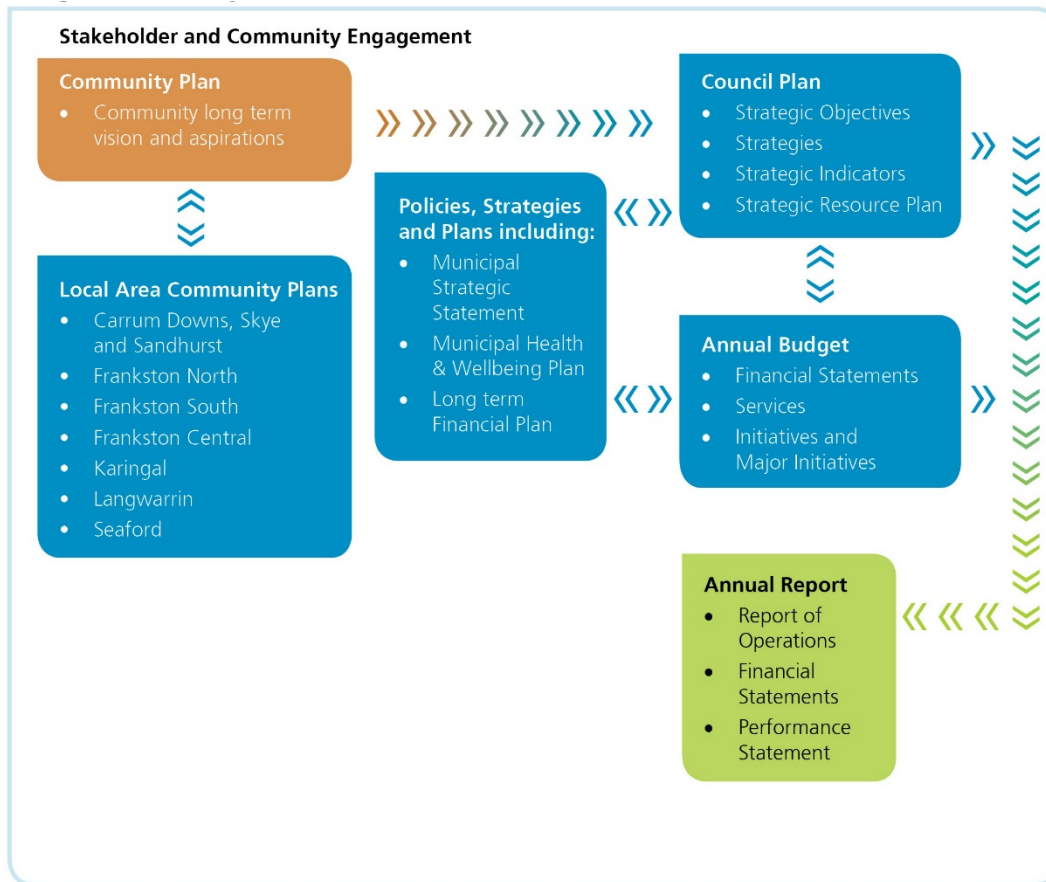 Stakeholder and Community Engagement
Community Plan
• Community long term
vision and aspirations
Local Area Community Plans
• Carrum Downs, Skye
and Sandhurst
• Frankston North
• Frankston South
• Frankston Central
• Karingal
• Langwarrin
• Seaford
Policies, Strategies
and Plans including:
• Municipal
Strategic
Statement
• Municipal Health
& Wellbeing Plan
• Long term
Financial Plan
Council Plan
• Strategic Objectives
• Strategies
• Strategic Indicators
• Strategic Resource Plan
Annual Budget
• Financial Statements
• Services
• Initiatives and
Major Initiatives
Annual Report
• Report of
Operations
• Financial
Statements
• Performance
Statement